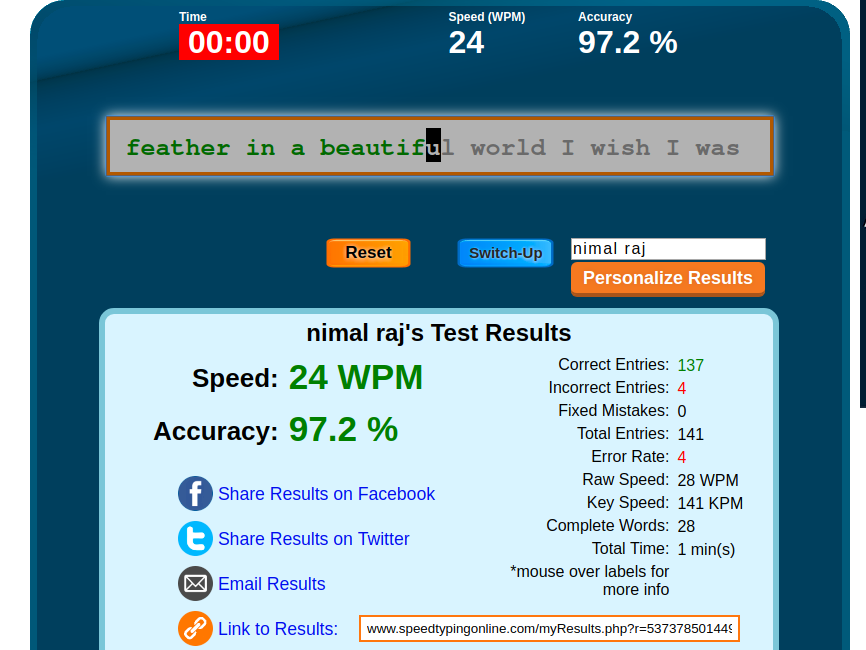 Time Speed (WPM) Accuracy
00:00 24 97.2 %
feather in a beautiful world I wish I was
Reset Switch-Up nimal raj
Personalize Results
nimal raj's Test Results
Speed: 24 WPM
Accuracy: 97.2 %
Share Results on Facebook
Share Results on Twitter
Email Results
Link to Results: www.speedtypingonline.com/myResults.php?r=53737850144
Correct Entries: 137
Incorrect Entries: 4
Fixed Mistakes: 0
Total Entries: 141
Error Rate: 4
Raw Speed: 28 WPM
Key Speed: 141 KPM
Complete Words: 28
Total Time: 1 min(s)
*mouse over labels for
more info